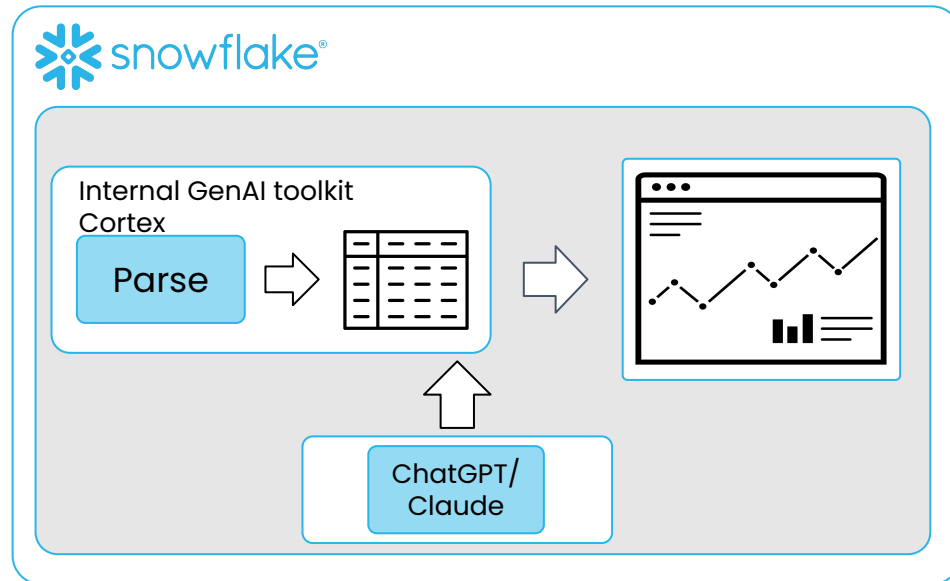 snowflake®
Internal GenAI toolkit
Cortex
Parse
ChatGPT/
Claude